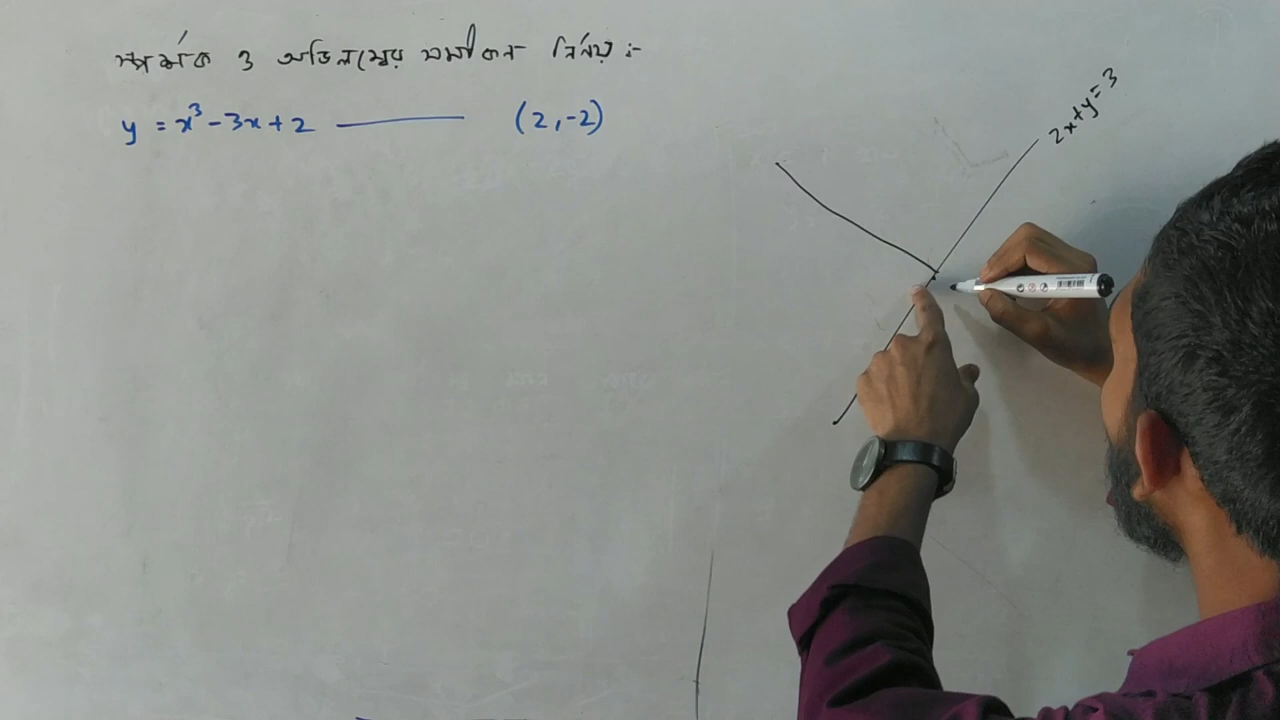 স্পর্শক ও অভিলম্বের সমীকরণ নির্ণয় :-
y = x³ - 3x + 2 ——— (2, -2)
2x+y=3